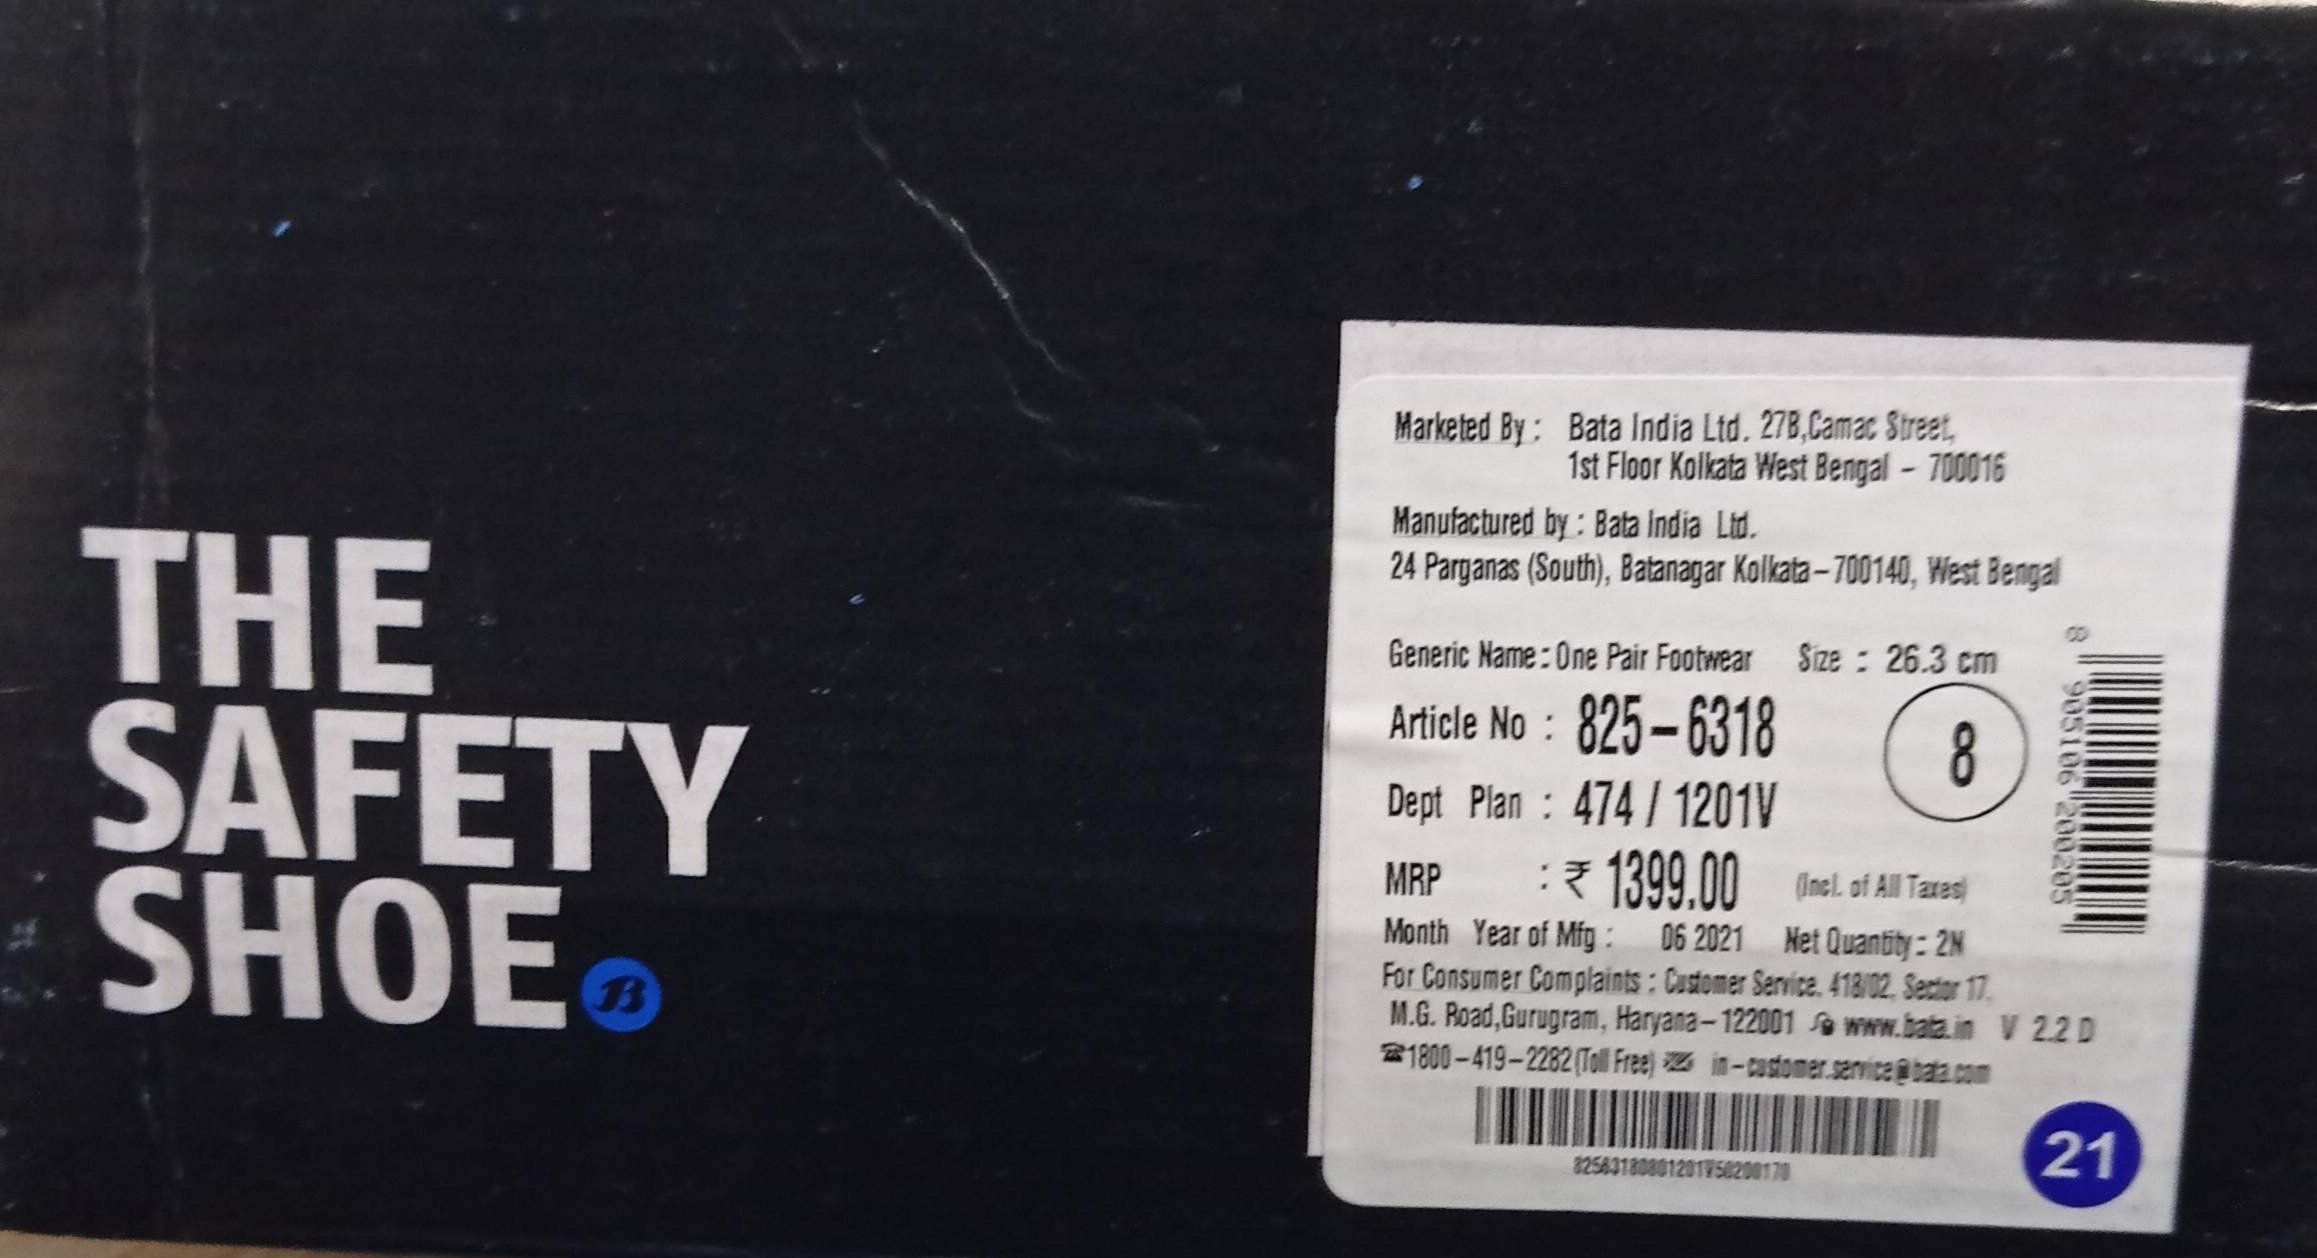 THE
SAFETY
SHOE
B
Marketed By : Bata India Ltd. 27B,Camac Street,
1st Floor Kolkata West Bengal - 700016
Manufactured by : Bata India Ltd.
24 Parganas (South), Batanagar Kolkata-700140, West Bengal
Generic Name : One Pair Footwear Size : 26.3 cm
Article No : 825-6318
8
Dept Plan : 474 / 1201V
MRP : ₹ 1399.00 (Incl. of All Taxes)
Month Year of Mfg : 06 2021 Net Quantity : 2N
For Consumer Complaints : Customer Service, 418/02, Sector 17,
M.G. Road,Gurugram, Haryana-122001 www.bata.in V 2.2 D
☎1800-419-2282(Toll Free) in-customer.service@bata.com
82563180801201V50200170
21
8 905106 200205